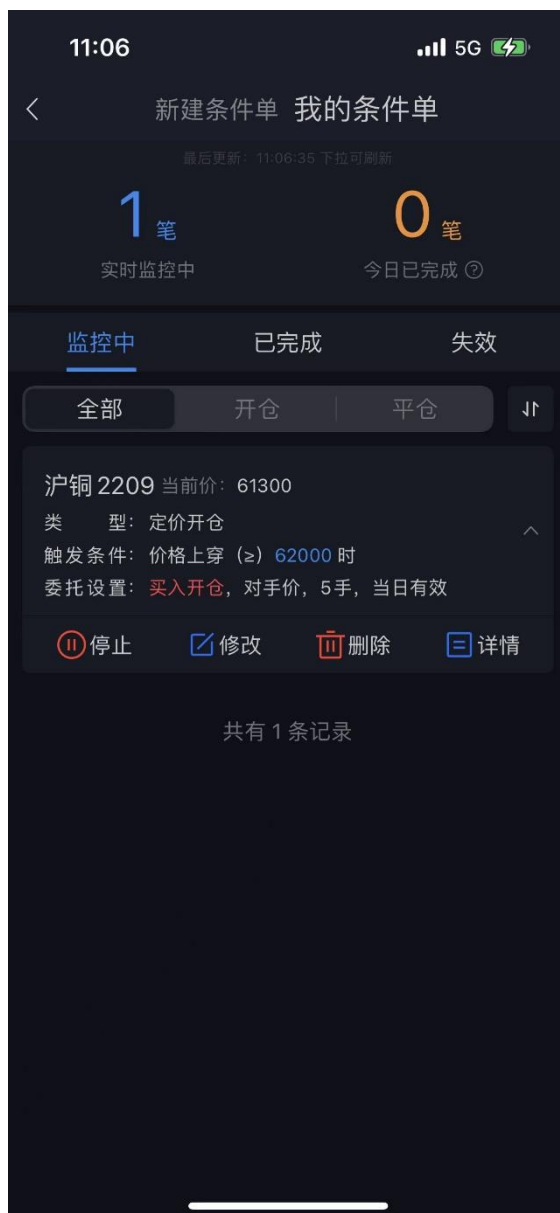 11:06 5G
新建条件单 我的条件单
最后更新：11:06:35 下拉可刷新
1 笔 0 笔
实时监控中 今日已完成 ?
监控中 已完成 失效
全部 开仓 平仓
沪铜 2209 当前价：61300
类 型：定价开仓
触发条件：价格上穿（≥）62000 时
委托设置：买入开仓，对手价，5手，当日有效
停止 修改 删除 详情
共有 1 条记录